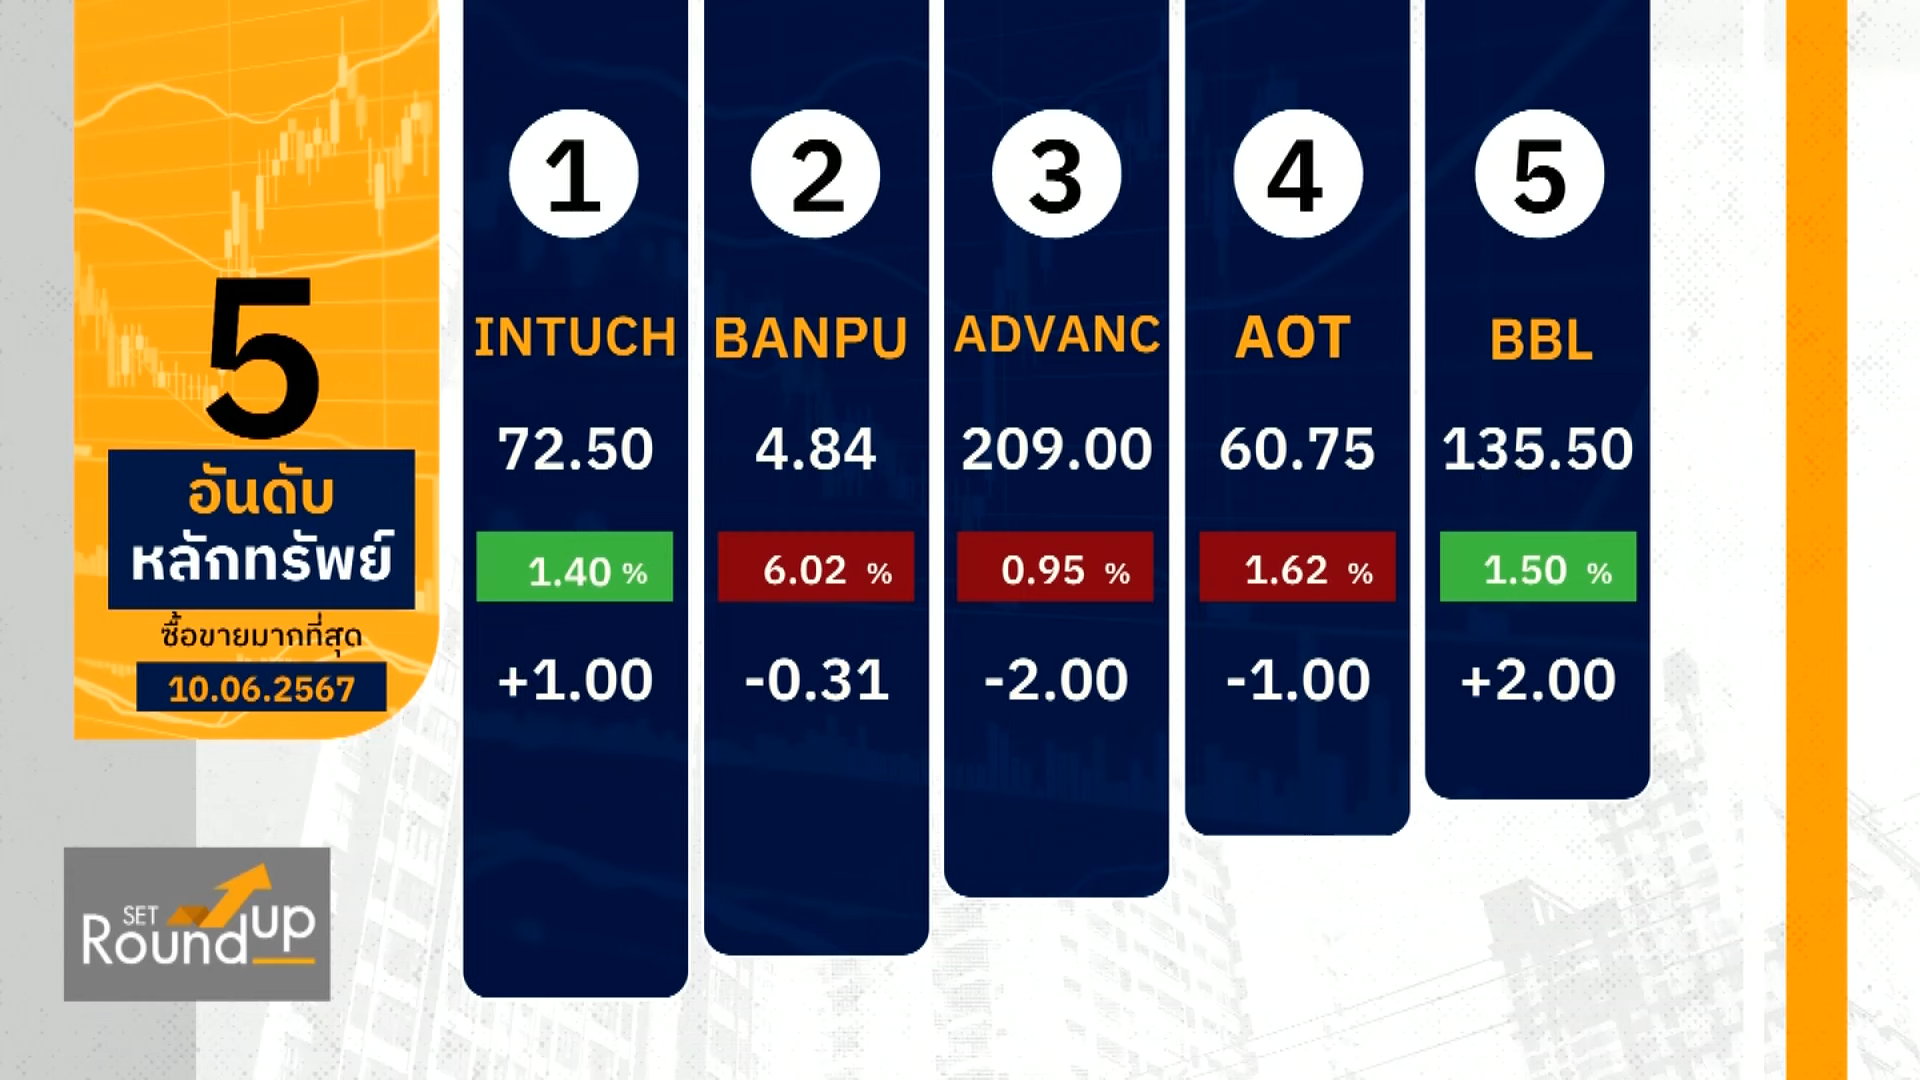 5
อันดับ
หลักทรัพย์
ซื้อขายมากที่สุด
10.06.2567
1 2 3 4 5
INTUCH BANPU ADVANC AOT BBL
72.50 4.84 209.00 60.75 135.50
1.40 % 6.02 % 0.95 % 1.62 % 1.50 %
+1.00 -0.31 -2.00 -1.00 +2.00
SET
Roundup